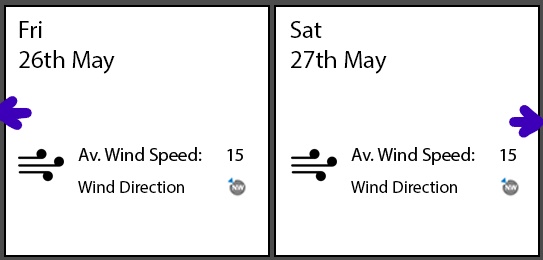 Fri
26th May
Av. Wind Speed: 15
Wind Direction NW
Sat
27th May
Av. Wind Speed: 15
Wind Direction NW